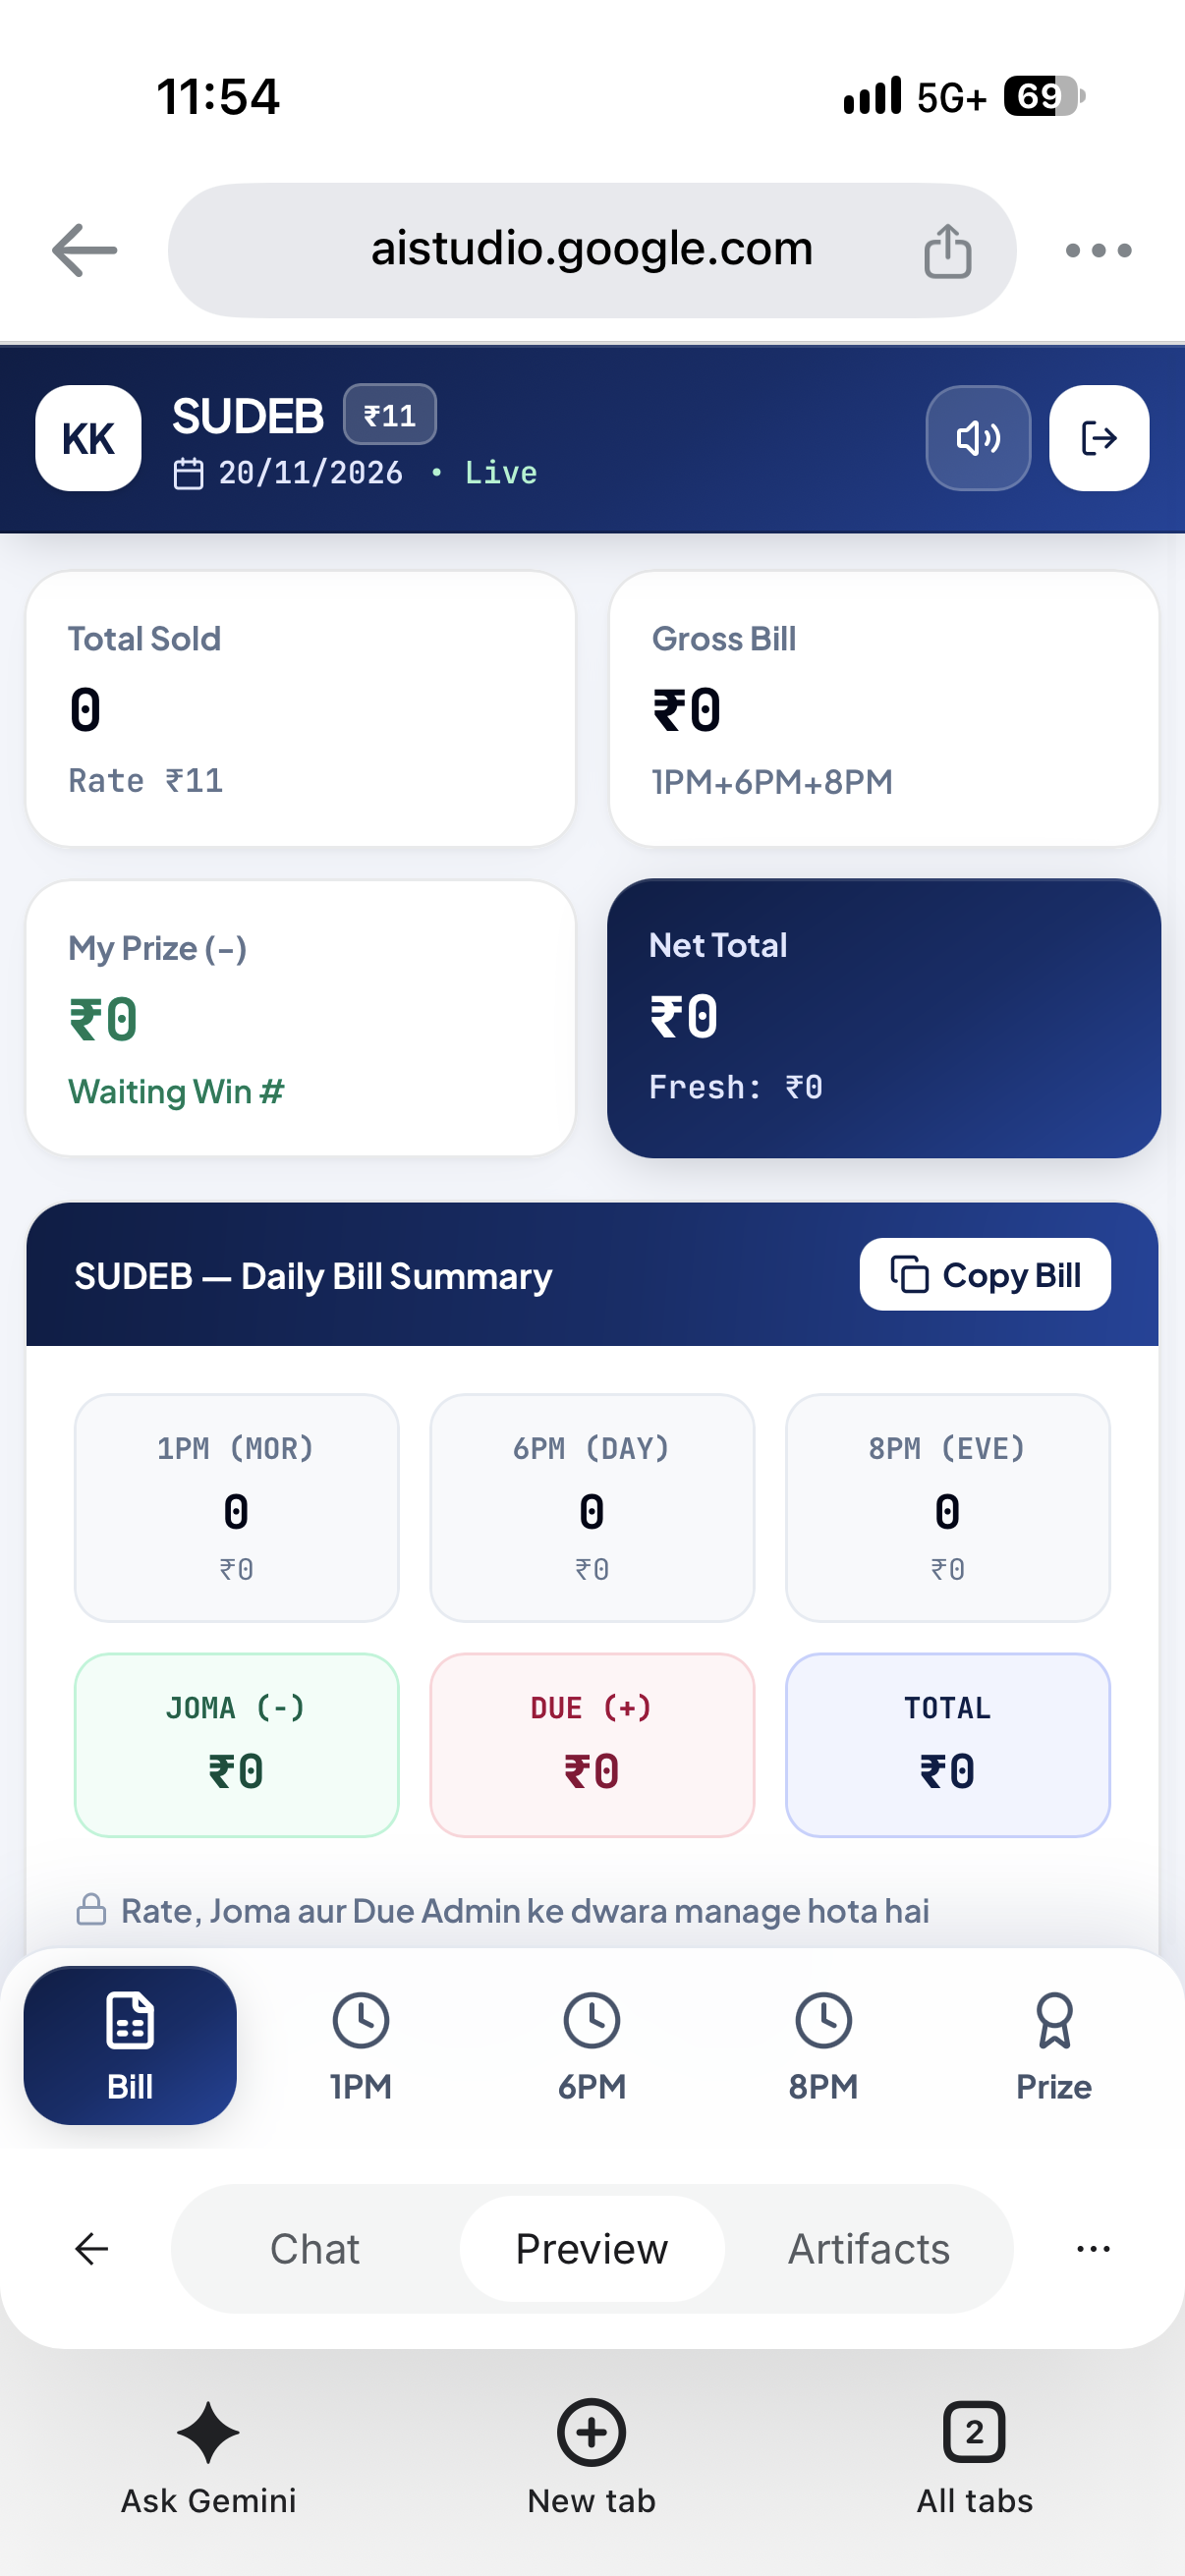 11:54
5G+ 69
aistudio.google.com
KK
SUDEB ₹11
20/11/2026 • Live
Total Sold
0
Rate ₹11
Gross Bill
₹0
1PM+6PM+8PM
My Prize (-)
₹0
Waiting Win #
Net Total
₹0
Fresh: ₹0
SUDEB — Daily Bill Summary
Copy Bill
1PM (MOR)
0
₹0
6PM (DAY)
0
₹0
8PM (EVE)
0
₹0
JOMA (-)
₹0
DUE (+)
₹0
TOTAL
₹0
Rate, Joma aur Due Admin ke dwara manage hota hai
Bill
1PM
6PM
8PM
Prize
Chat
Preview
Artifacts
Ask Gemini
New tab
2
All tabs